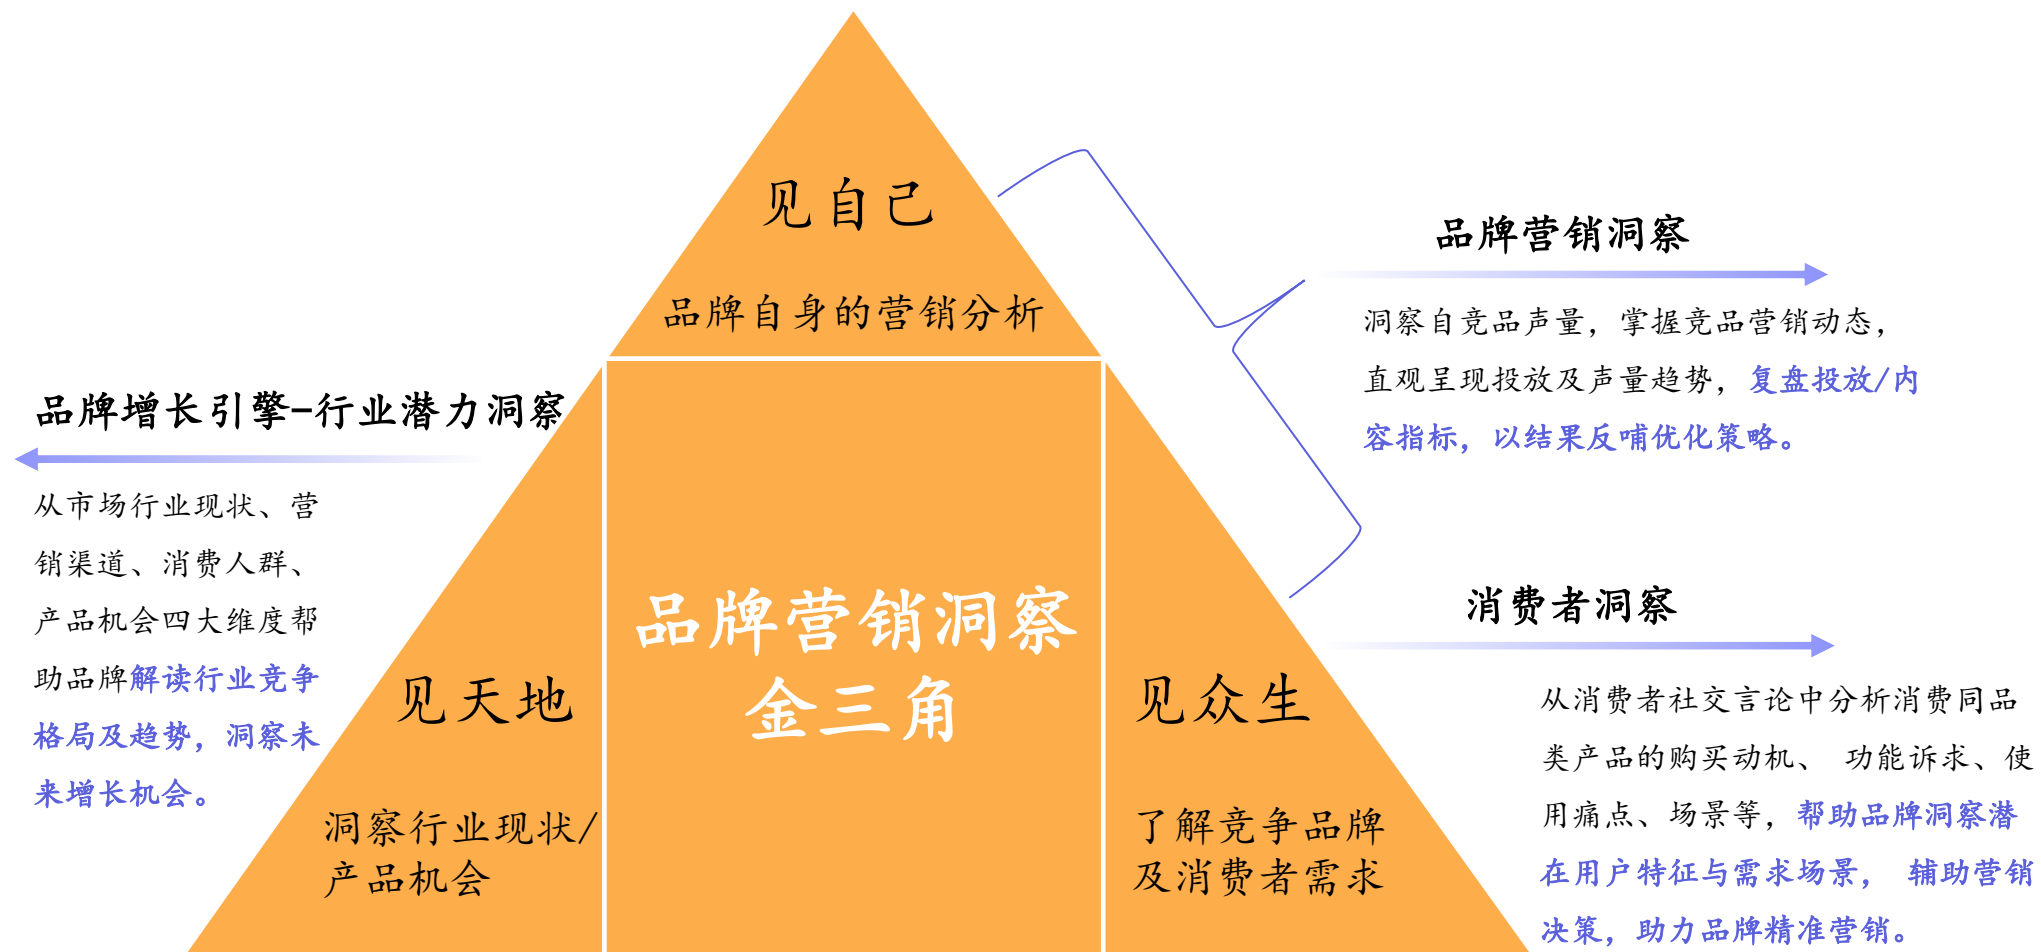 见自己
品牌自身的营销分析
品牌营销洞察
洞察自竞品声量，掌握竞品营销动态，
直观呈现投放及声量趋势，复盘投放/内
容指标，以结果反哺优化策略。
品牌增长引擎-行业潜力洞察
从市场行业现状、营
销渠道、消费人群、
产品机会四大维度帮
助品牌解读行业竞争
格局及趋势，洞察未
来增长机会。
见天地
洞察行业现状/
产品机会
品牌营销洞察
金三角
见众生
了解竞争品牌
及消费者需求
消费者洞察
从消费者社交言论中分析消费同品
类产品的购买动机、 功能诉求、使
用痛点、场景等，帮助品牌洞察潜
在用户特征与需求场景， 辅助营销
决策，助力品牌精准营销。